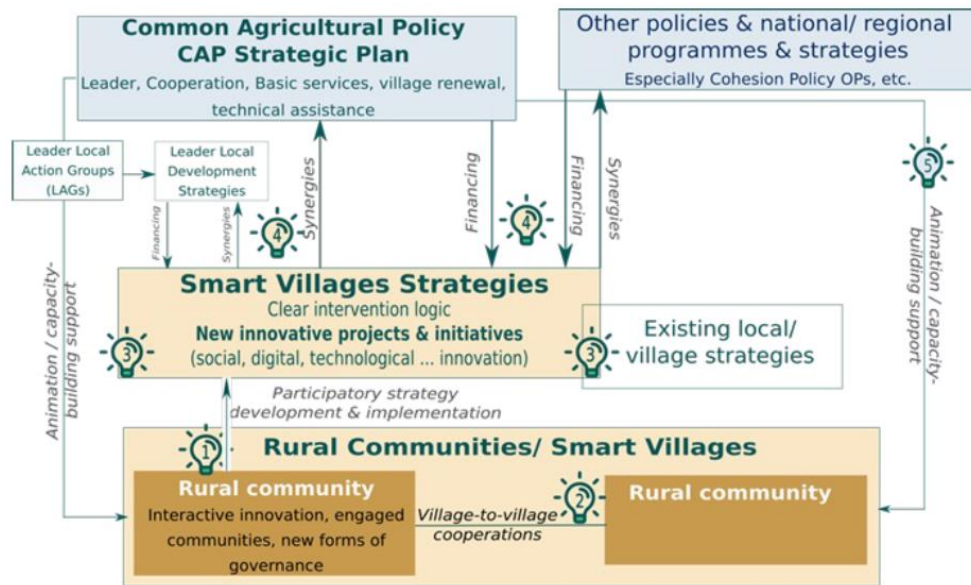 Common Agricultural Policy
CAP Strategic Plan
Leader, Cooperation, Basic services, village renewal,
technical assistance
Other policies & national/ regional
programmes & strategies
Especially Cohesion Policy OPs, etc.
Leader Local
Action Groups
(LAGs)
Leader Local
Development
Strategies
Financing
Synergies
4
Synergies
Financing
4
Financing
Synergies
5
Animation / capacity-
building support
Animation / capacity-
building support
Smart Villages Strategies
Clear intervention logic
New innovative projects & initiatives
(social, digital, technological ... innovation)
3
3
Existing local/
village strategies
Participatory strategy
development & implementation
1
Rural Communities/ Smart Villages
Rural community
Interactive innovation, engaged
communities, new forms of
governance
Village-to-village
cooperations
2
Rural community